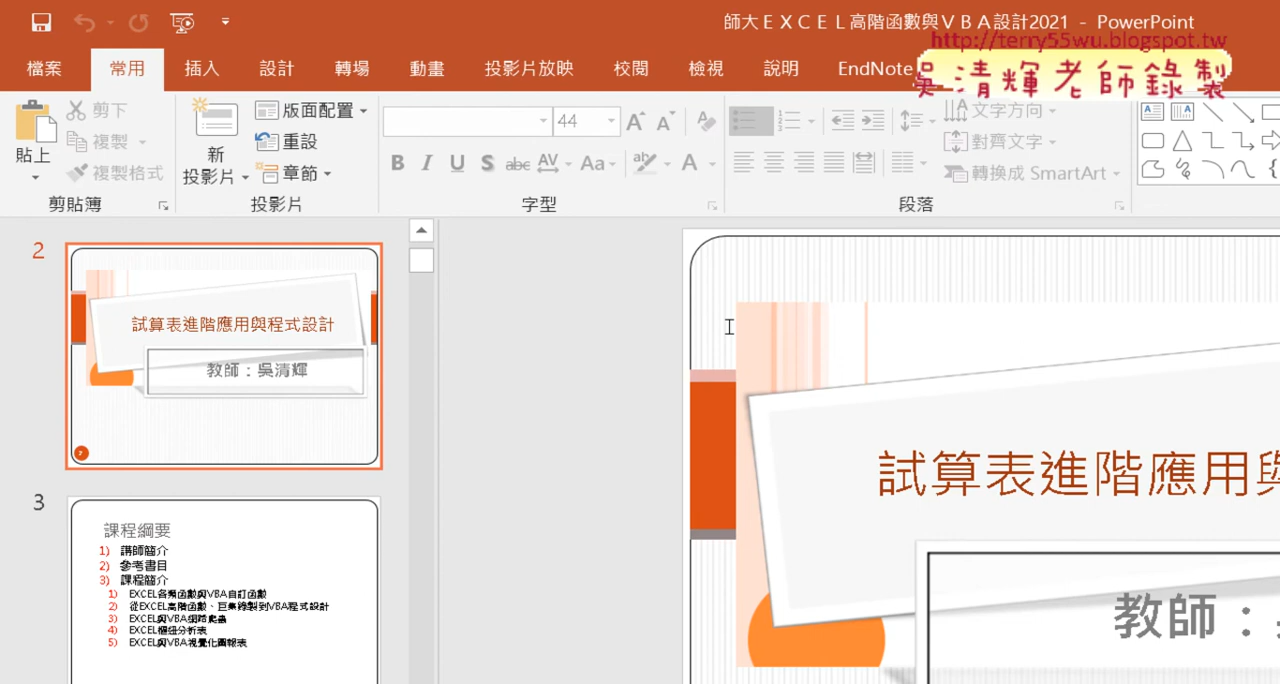 師大ＥＸＣＥＬ高階函數與ＶＢＡ設計2021 - PowerPoint
http://terry55wu.blogspot.tw
吳清輝老師錄製
檔案 常用 插入 設計 轉場 動畫 投影片放映 校閱 檢視 說明 EndNote
貼上 剪下 複製 複製格式
新投影片 版面配置 重設 章節
44
B I U S abc AV Aa A
文字方向 對齊文字 轉換成 SmartArt
剪貼簿 投影片 字型 段落
2
試算表進階應用與程式設計
教師：吳清輝
3
課程綱要
1) 講師簡介
2) 參考書目
3) 課程簡介
1) EXCEL各類函數與VBA自訂函數
2) 從EXCEL高階函數、巨集錄製到VBA程式設計
3) EXCEL與VBA網路爬蟲
4) EXCEL樞紐分析表
5) EXCEL與VBA視覺化圖報表
試算表進階應用與
教師：